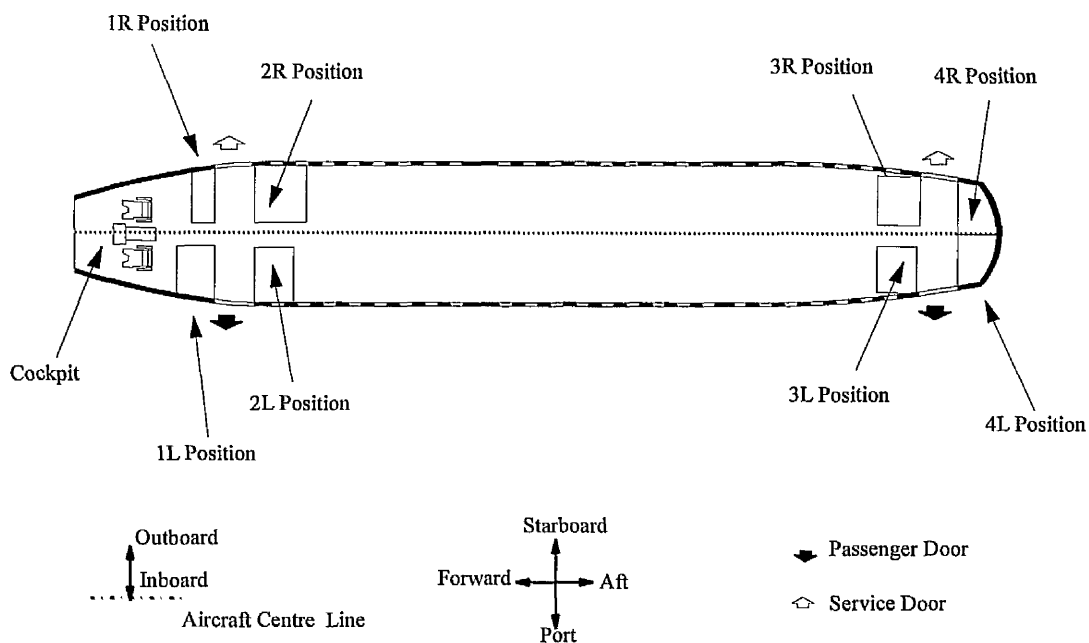 1R Position
2R Position
3R Position
4R Position
Cockpit
2L Position
1L Position
3L Position
4L Position
Outboard
Inboard
Aircraft Centre Line
Starboard
Forward
Aft
Port
Passenger Door
Service Door